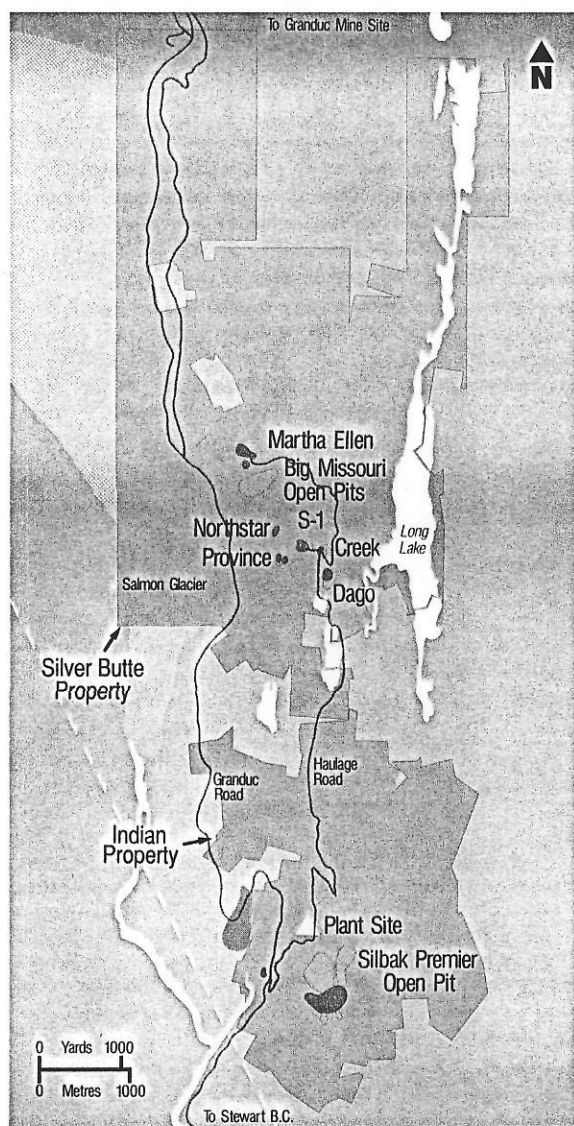 To Granduc Mine Site
N
Martha Ellen
Big Missouri
Open Pits
S-1
Northstar
Creek
Long
Lake
Province
Dago
Salmon Glacier
Silver Butte
Property
Granduc
Road
Haulage
Road
Indian
Property
Plant Site
Silbak Premier
Open Pit
0 Yards 1000
0 Metres 1000
To Stewart B.C.